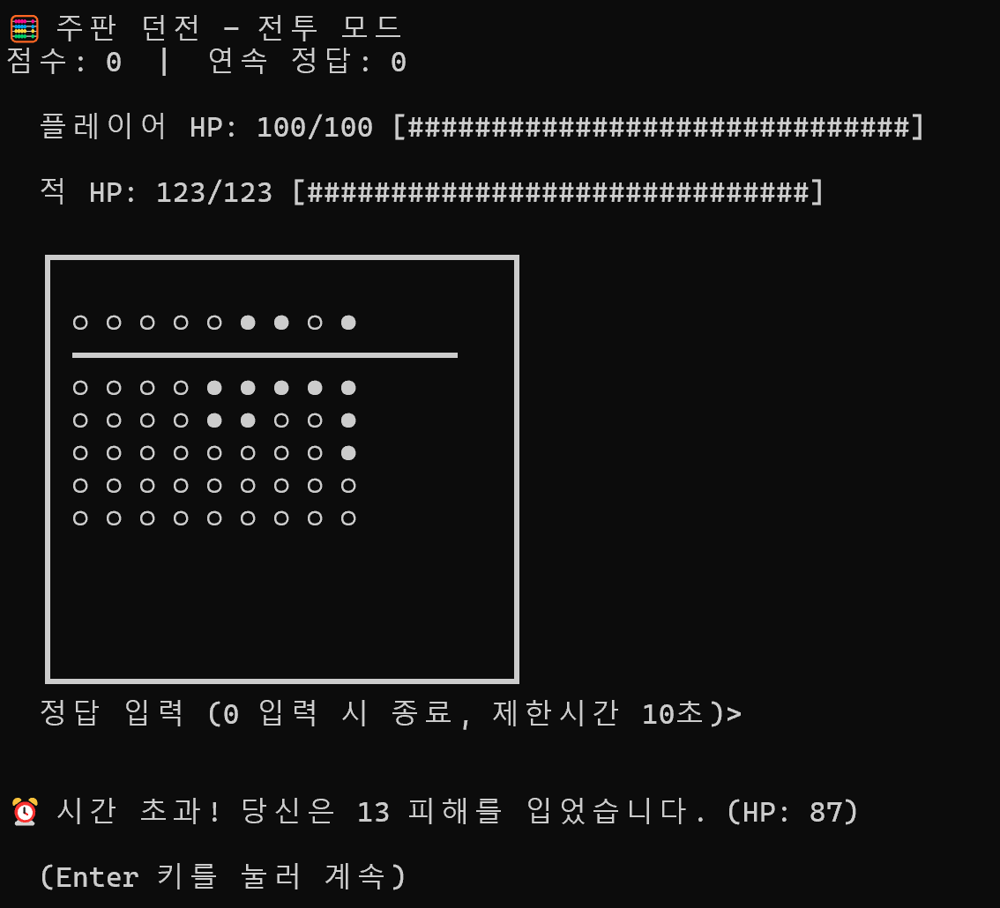 🧮 주판 던전 - 전투 모드
점수: 0 | 연속 정답: 0
플레이어 HP: 100/100 [##############################]
적 HP: 123/123 [##############################]
○ ○ ○ ○ ○ ● ● ○ ●
○ ○ ○ ○ ● ● ● ● ●
○ ○ ○ ○ ● ● ○ ○ ●
○ ○ ○ ○ ○ ○ ○ ○ ●
○ ○ ○ ○ ○ ○ ○ ○ ○
○ ○ ○ ○ ○ ○ ○ ○ ○
정답 입력 (0 입력 시 종료, 제한시간 10초)>
⏰ 시간 초과! 당신은 13 피해를 입었습니다. (HP: 87)
(Enter 키를 눌러 계속)